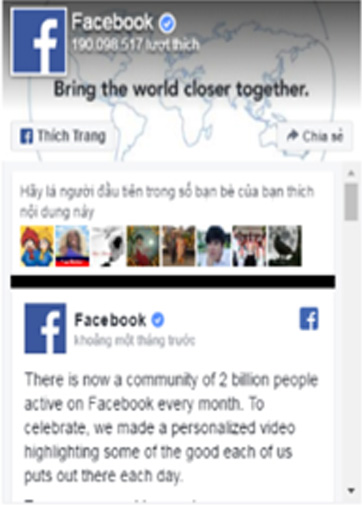 Facebook
190.098.517 lượt thích
Bring the world closer together.
Thích Trang
Chia sẻ
Hãy là người đầu tiên trong số bạn bè của bạn thích
nội dung này
Facebook
khoảng một tháng trước
There is now a community of 2 billion people
active on Facebook every month. To
celebrate, we made a personalized video
highlighting some of the good each of us
puts out there each day.